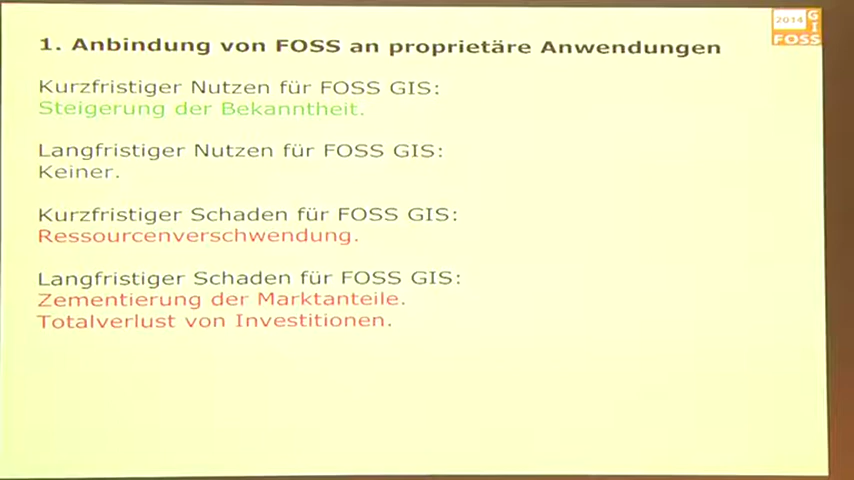 1. Anbindung von FOSS an proprietäre Anwendungen
2014 GI
FOSS
Kurzfristiger Nutzen für FOSS GIS:
Steigerung der Bekanntheit.
Langfristiger Nutzen für FOSS GIS:
Keiner.
Kurzfristiger Schaden für FOSS GIS:
Ressourcenverschwendung.
Langfristiger Schaden für FOSS GIS:
Zementierung der Marktanteile.
Totalverlust von Investitionen.